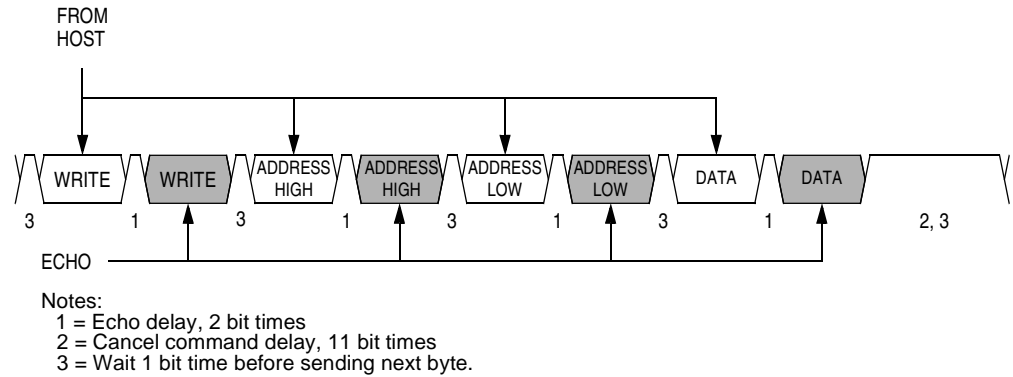 FROM
HOST
WRITE WRITE ADDRESS HIGH ADDRESS HIGH ADDRESS LOW ADDRESS LOW DATA DATA
3 1 3 1 3 1 3 1 2, 3
ECHO
Notes:
1 = Echo delay, 2 bit times
2 = Cancel command delay, 11 bit times
3 = Wait 1 bit time before sending next byte.